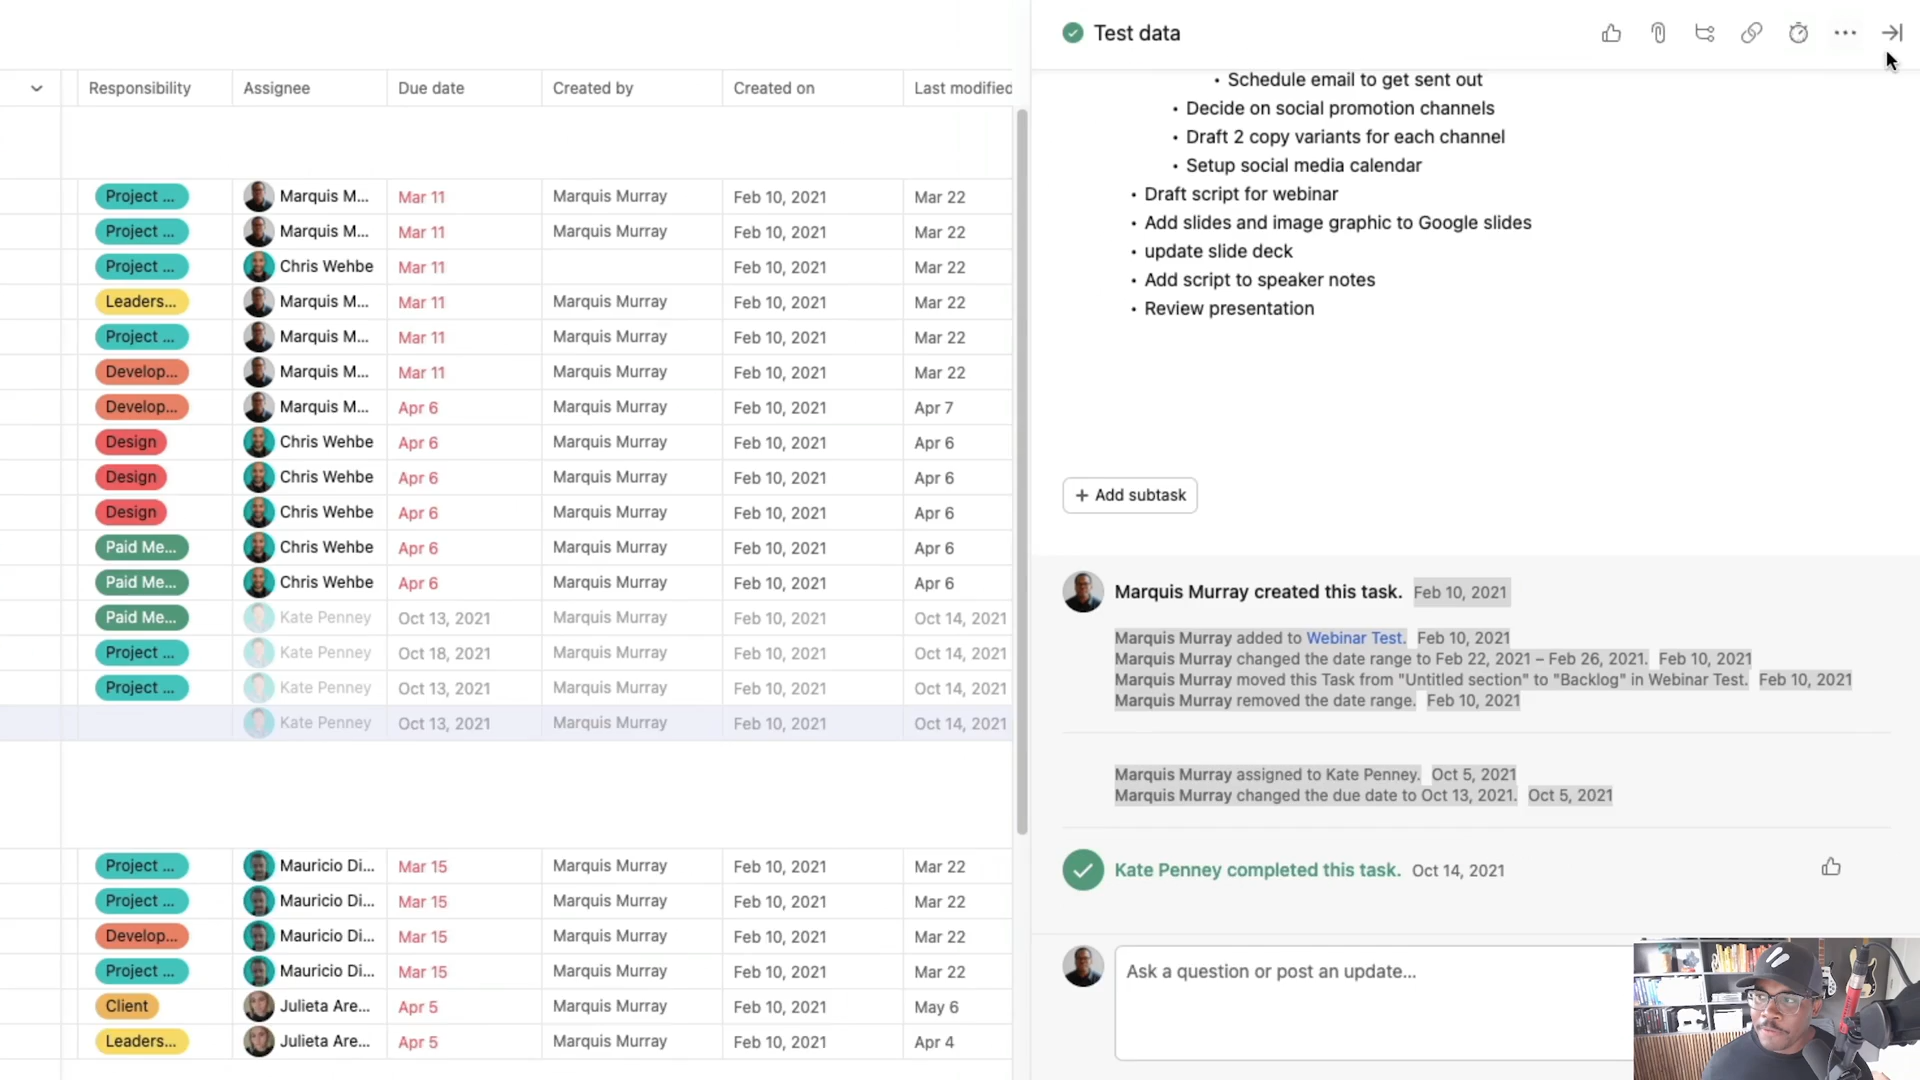 Test data
Responsibility Assignee Due date Created by Created on Last modified
Project ... Marquis M... Mar 11 Marquis Murray Feb 10, 2021 Mar 22
Project ... Marquis M... Mar 11 Marquis Murray Feb 10, 2021 Mar 22
Project ... Chris Wehbe Mar 11 Feb 10, 2021 Mar 22
Leaders... Marquis M... Mar 11 Marquis Murray Feb 10, 2021 Mar 22
Project ... Marquis M... Mar 11 Marquis Murray Feb 10, 2021 Mar 22
Develop... Marquis M... Mar 11 Marquis Murray Feb 10, 2021 Mar 22
Develop... Marquis M... Apr 6 Marquis Murray Feb 10, 2021 Apr 7
Design Chris Wehbe Apr 6 Marquis Murray Feb 10, 2021 Apr 6
Design Chris Wehbe Apr 6 Marquis Murray Feb 10, 2021 Apr 6
Design Chris Wehbe Apr 6 Marquis Murray Feb 10, 2021 Apr 6
Paid Me... Chris Wehbe Apr 6 Marquis Murray Feb 10, 2021 Apr 6
Paid Me... Chris Wehbe Apr 6 Marquis Murray Feb 10, 2021 Apr 6
Paid Me... Kate Penney Oct 13, 2021 Marquis Murray Feb 10, 2021 Oct 14, 2021
Project ... Kate Penney Oct 18, 2021 Marquis Murray Feb 10, 2021 Oct 14, 2021
Project ... Kate Penney Oct 13, 2021 Marquis Murray Feb 10, 2021 Oct 14, 2021
Kate Penney Oct 13, 2021 Marquis Murray Feb 10, 2021 Oct 14, 2021
Project ... Mauricio Di... Mar 15 Marquis Murray Feb 10, 2021 Mar 22
Project ... Mauricio Di... Mar 15 Marquis Murray Feb 10, 2021 Mar 22
Develop... Mauricio Di... Mar 15 Marquis Murray Feb 10, 2021 Mar 22
Project ... Mauricio Di... Mar 15 Marquis Murray Feb 10, 2021 Mar 22
Client Julieta Are... Apr 5 Marquis Murray Feb 10, 2021 May 6
Leaders... Julieta Are... Apr 5 Marquis Murray Feb 10, 2021 Apr 4
• Schedule email to get sent out
• Decide on social promotion channels
• Draft 2 copy variants for each channel
• Setup social media calendar
• Draft script for webinar
• Add slides and image graphic to Google slides
• update slide deck
• Add script to speaker notes
• Review presentation
+ Add subtask
Marquis Murray created this task. Feb 10, 2021
Marquis Murray added to Webinar Test. Feb 10, 2021
Marquis Murray changed the date range to Feb 22, 2021 – Feb 26, 2021. Feb 10, 2021
Marquis Murray moved this Task from "Untitled section" to "Backlog" in Webinar Test. Feb 10, 2021
Marquis Murray removed the date range. Feb 10, 2021
Marquis Murray assigned to Kate Penney. Oct 5, 2021
Marquis Murray changed the due date to Oct 13, 2021. Oct 5, 2021
Kate Penney completed this task. Oct 14, 2021
Ask a question or post an update...